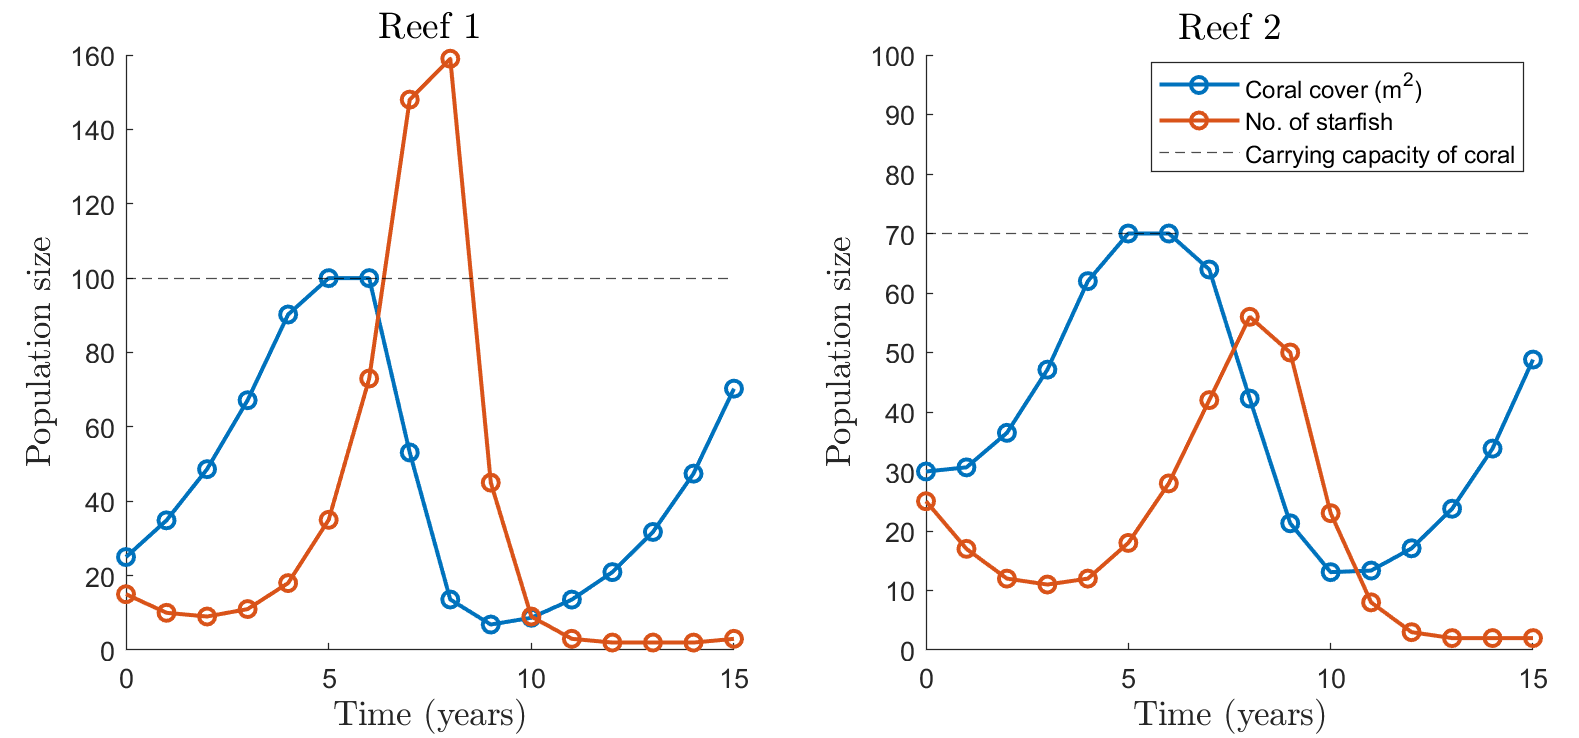 Reef 1
160
140
120
100
80
60
40
20
0
0 5 10 15
Population size
Time (years)
Reef 2
100
90
80
70
60
50
40
30
20
10
0
0 5 10 15
Population size
Time (years)
Coral cover (m²)
No. of starfish
Carrying capacity of coral